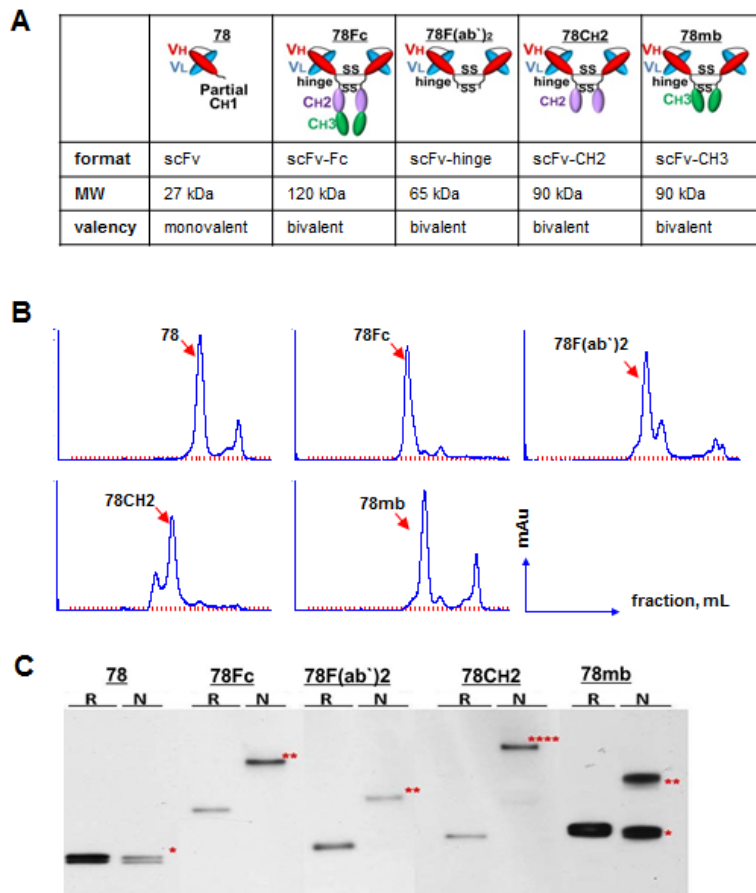 A
78
78Fc
78F(ab`)₂
78CH2
78mb
VH
VL
Partial
CH1
VH
VL
hinge
SS
SS
CH2
CH3
VH
VL
hinge
SS
SS
VH
VL
hinge
SS
SS
CH2
VH
VL
hinge
SS
SS
CH3
format scFv scFv-Fc scFv-hinge scFv-CH2 scFv-CH3
MW 27 kDa 120 kDa 65 kDa 90 kDa 90 kDa
valency monovalent bivalent bivalent bivalent bivalent
B
78
78Fc
78F(ab`)2
78CH2
78mb
mAu
fraction, mL
C
78 78Fc 78F(ab`)2 78CH2 78mb
R N R N R N R N R N
**
****
**
**
*
*